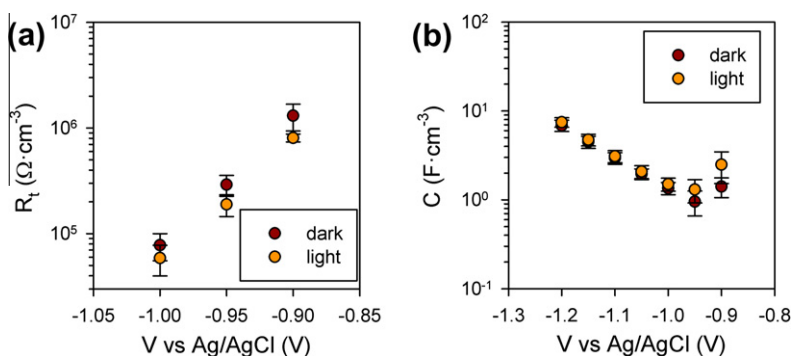 (a)
10^7
10^6
10^5
R_t (Ω·cm^-3)
dark
light
-1.05 -1.00 -0.95 -0.90 -0.85
V vs Ag/AgCl (V)
(b)
10^2
10^1
10^0
10^-1
C (F·cm^-3)
dark
light
-1.3 -1.2 -1.1 -1.0 -0.9 -0.8
V vs Ag/AgCl (V)